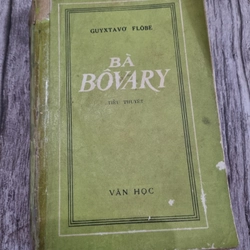 GUYXTAVƠ FLÔBE
BÀ
BÔVARY
TIỂU THUYẾT
VĂN HỌC